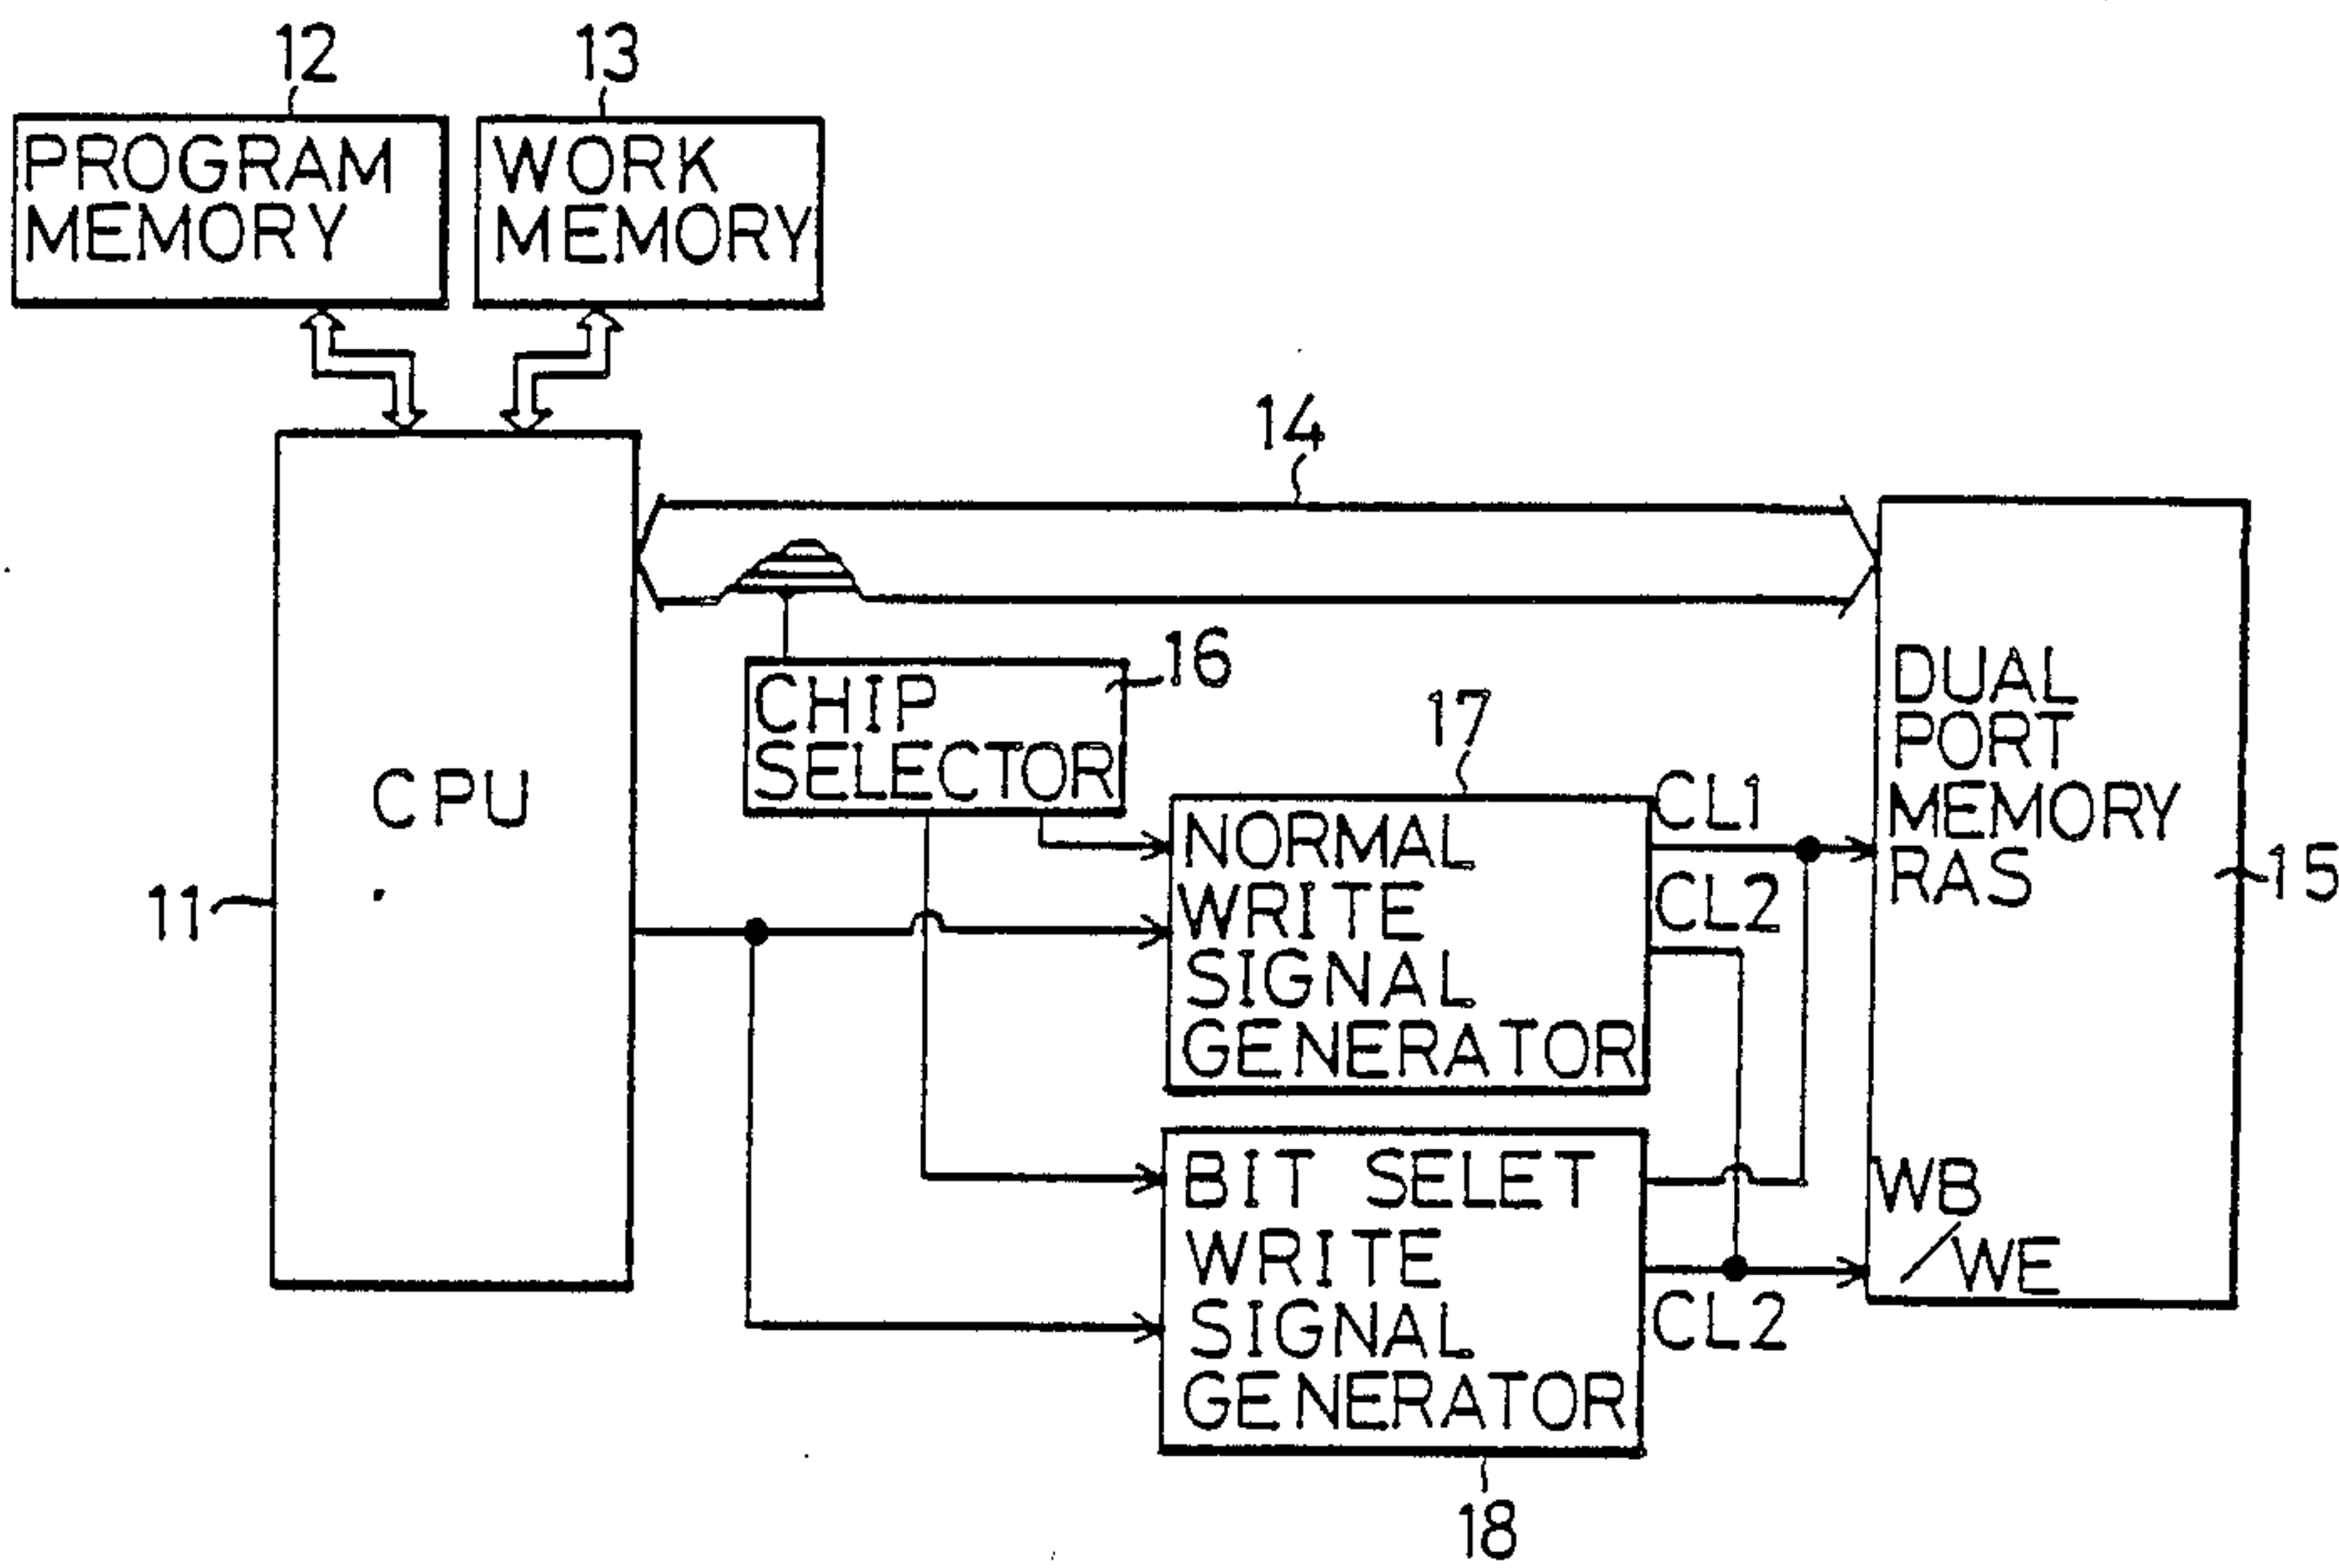 12
13
PROGRAM
MEMORY
WORK
MEMORY
14
CPU
11
CHIP
SELECTOR
16
17
NORMAL
WRITE
SIGNAL
GENERATOR
CL1
CL2
DUAL
PORT
MEMORY
RAS
15
BIT SELET
WRITE
SIGNAL
GENERATOR
CL2
WB
/WE
18